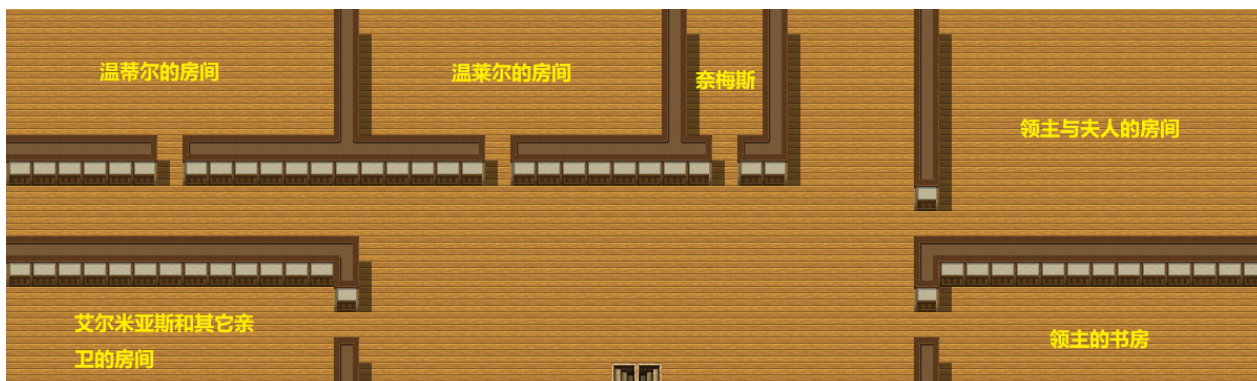 温蒂尔的房间
温莱尔的房间
奈梅斯
领主与夫人的房间
艾尔米亚斯和其它亲
卫的房间
领主的书房